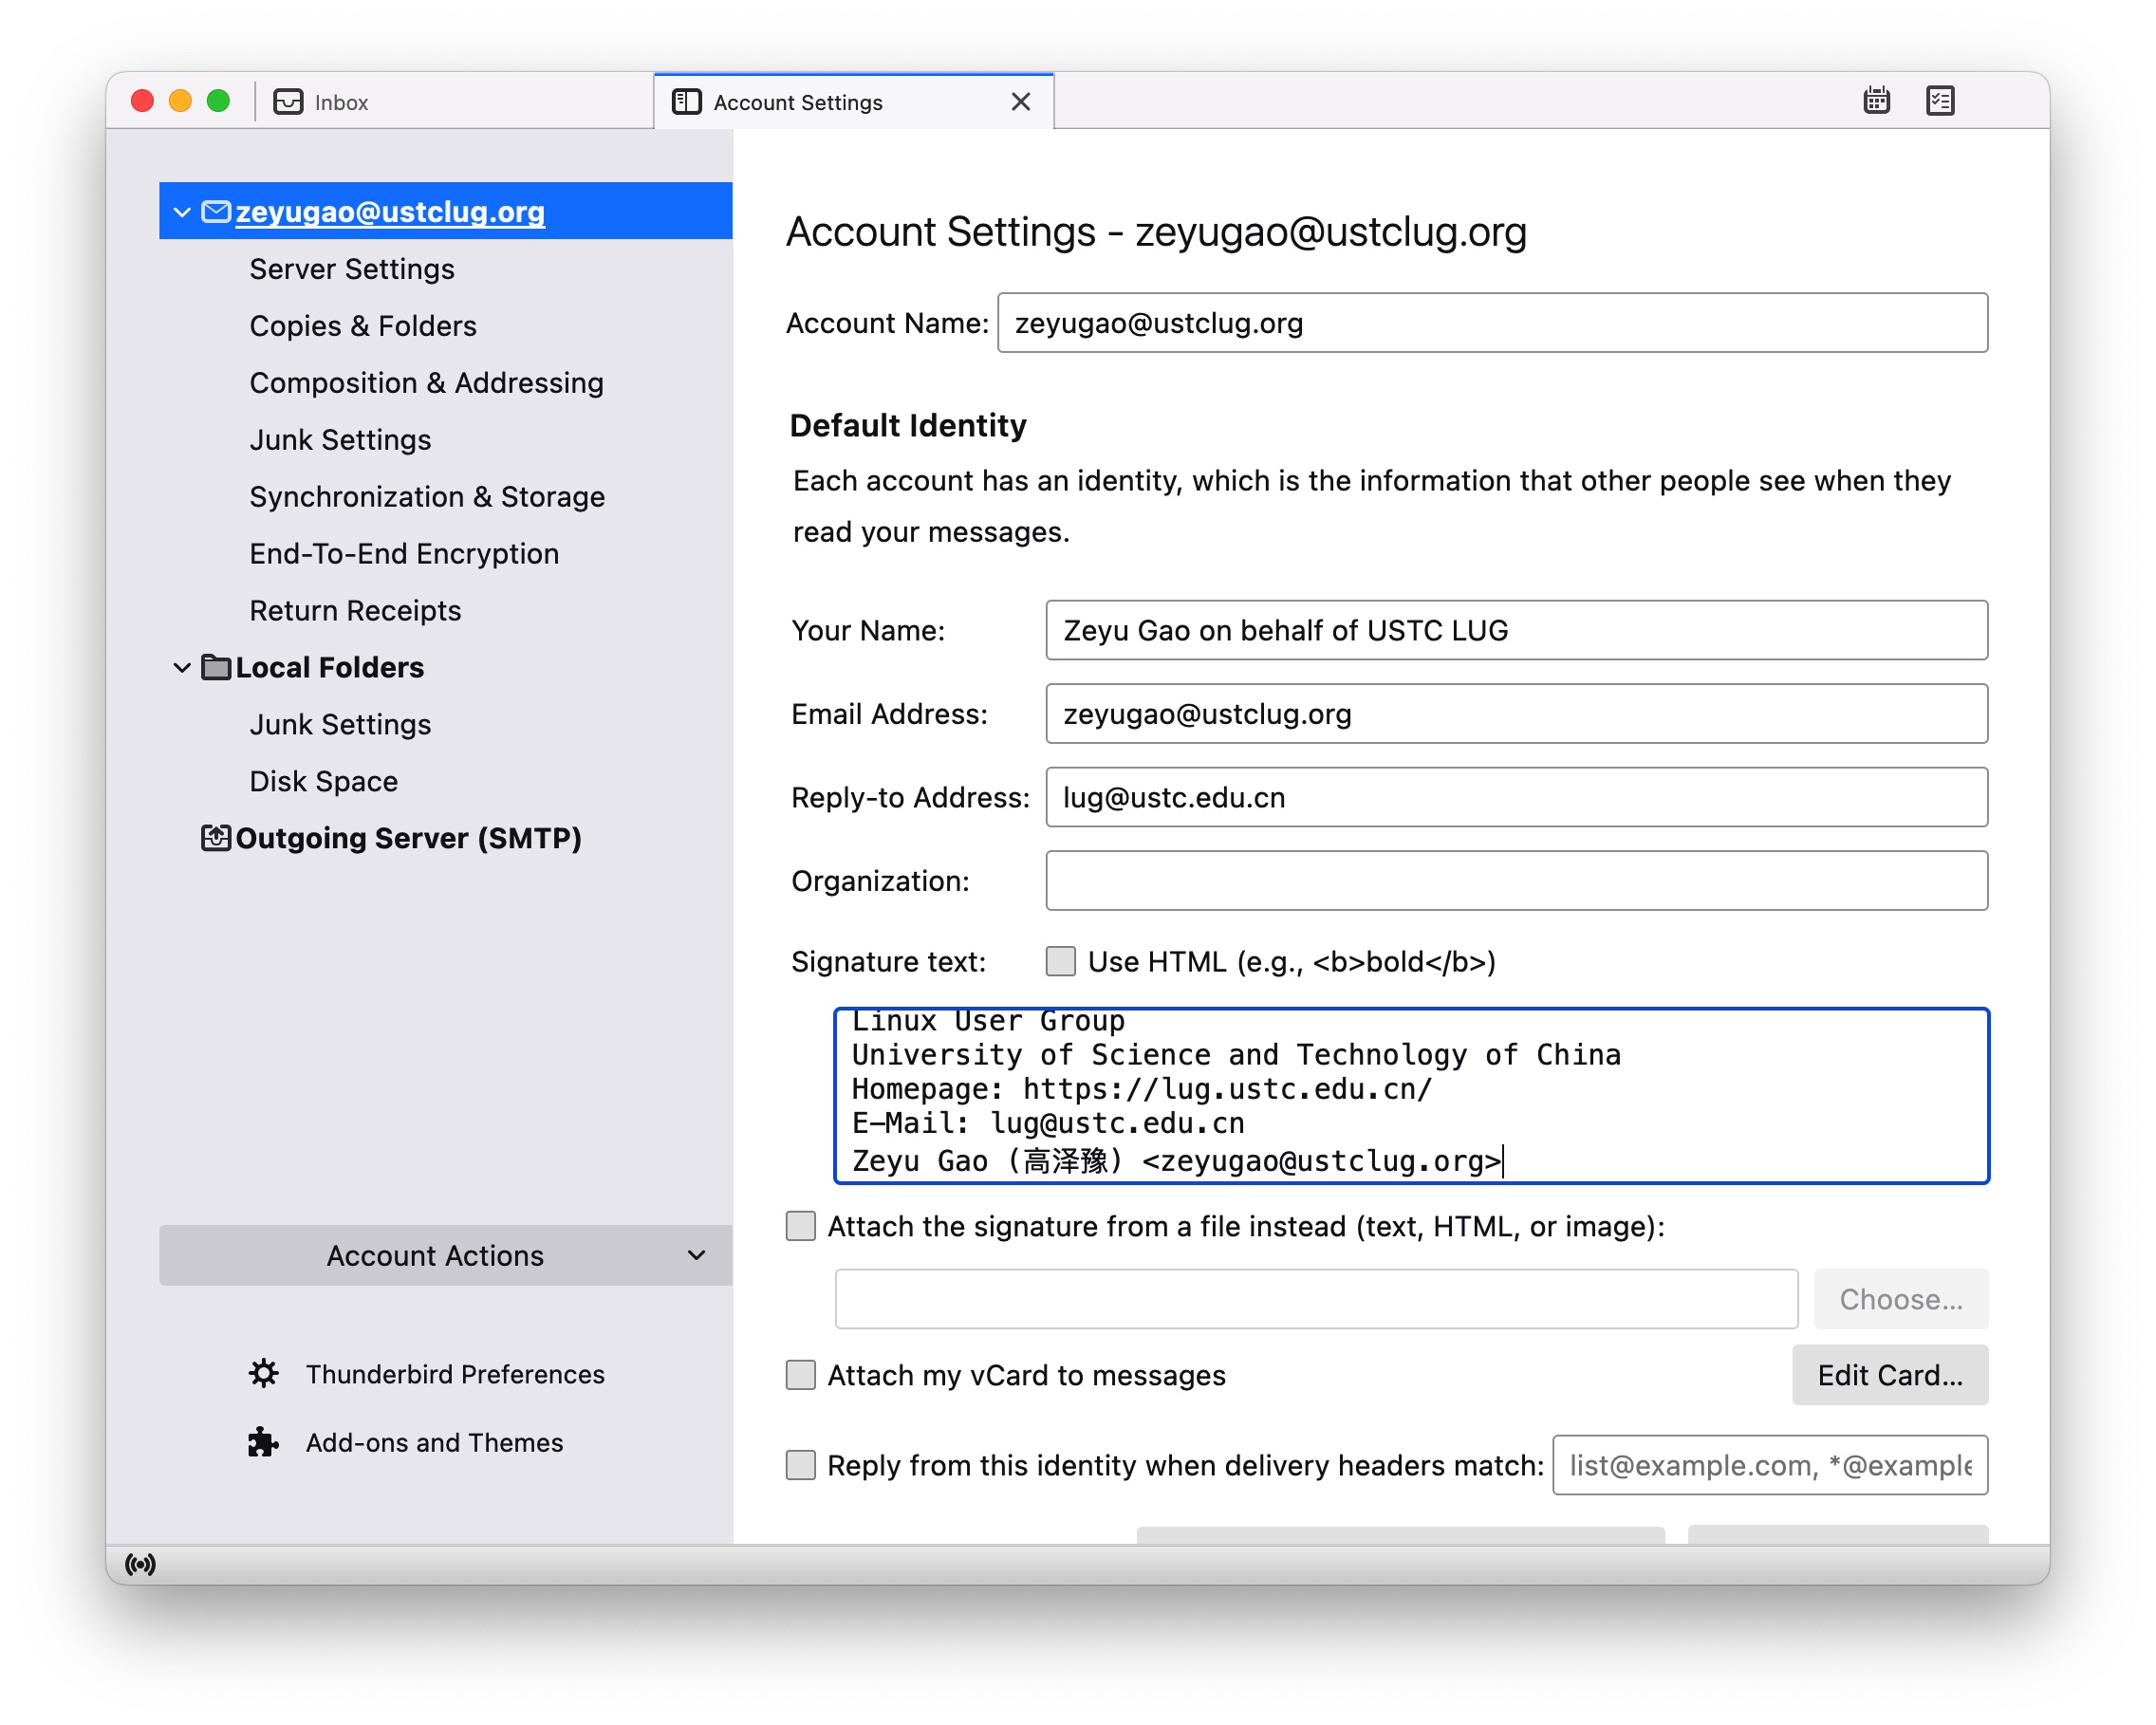 Inbox
Account Settings
zeyugao@ustclug.org
Server Settings
Copies & Folders
Composition & Addressing
Junk Settings
Synchronization & Storage
End-To-End Encryption
Return Receipts
Local Folders
Junk Settings
Disk Space
Outgoing Server (SMTP)
Account Actions
Thunderbird Preferences
Add-ons and Themes
Account Settings - zeyugao@ustclug.org
Account Name: zeyugao@ustclug.org
Default Identity
Each account has an identity, which is the information that other people see when they
read your messages.
Your Name: Zeyu Gao on behalf of USTC LUG
Email Address: zeyugao@ustclug.org
Reply-to Address: lug@ustc.edu.cn
Organization:
Signature text: Use HTML (e.g., <b>bold</b>)
Linux User Group
University of Science and Technology of China
Homepage: https://lug.ustc.edu.cn/
E-Mail: lug@ustc.edu.cn
Zeyu Gao (高泽豫) <zeyugao@ustclug.org>
Attach the signature from a file instead (text, HTML, or image):
Choose...
Attach my vCard to messages
Edit Card...
Reply from this identity when delivery headers match: list@example.com, *@example